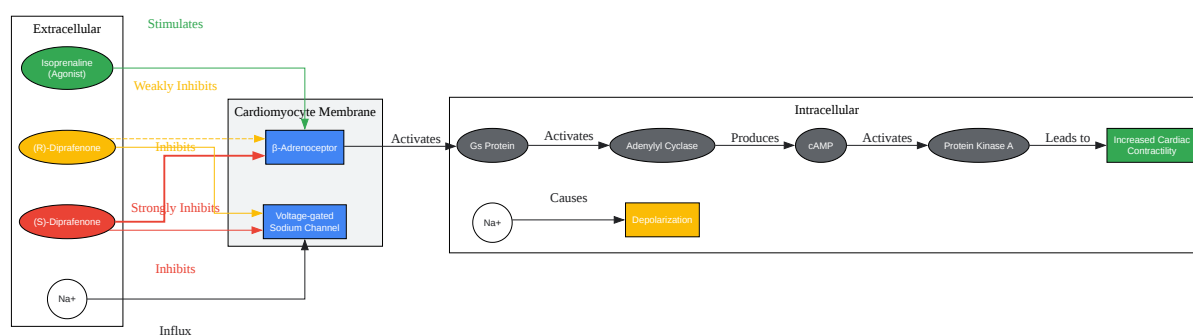 Extracellular
Stimulates
Isoprenaline
(Agonist)
Weakly Inhibits
(R)-Diprafenone
Inhibits
(S)-Diprafenone
Strongly Inhibits
Inhibits
Na+
Influx
Cardiomyocyte Membrane
β-Adrenoceptor
Voltage-gated
Sodium Channel
Activates
Intracellular
Gs Protein
Activates
Adenylyl Cyclase
Produces
cAMP
Activates
Protein Kinase A
Leads to
Increased Cardiac
Contractility
Na+
Causes
Depolarization